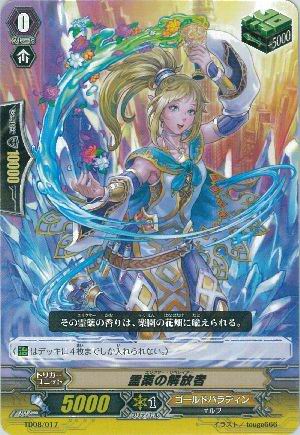 0
+5000
10000
その霊薬の香りは、楽園の花畑に喩えられる。
はデッキに4枚までしか入れられない。
トリガー
ユニット
霊薬の解放者
5000
1
ゴールドパラディン
エルフ
TD08/017
イラスト/touge666